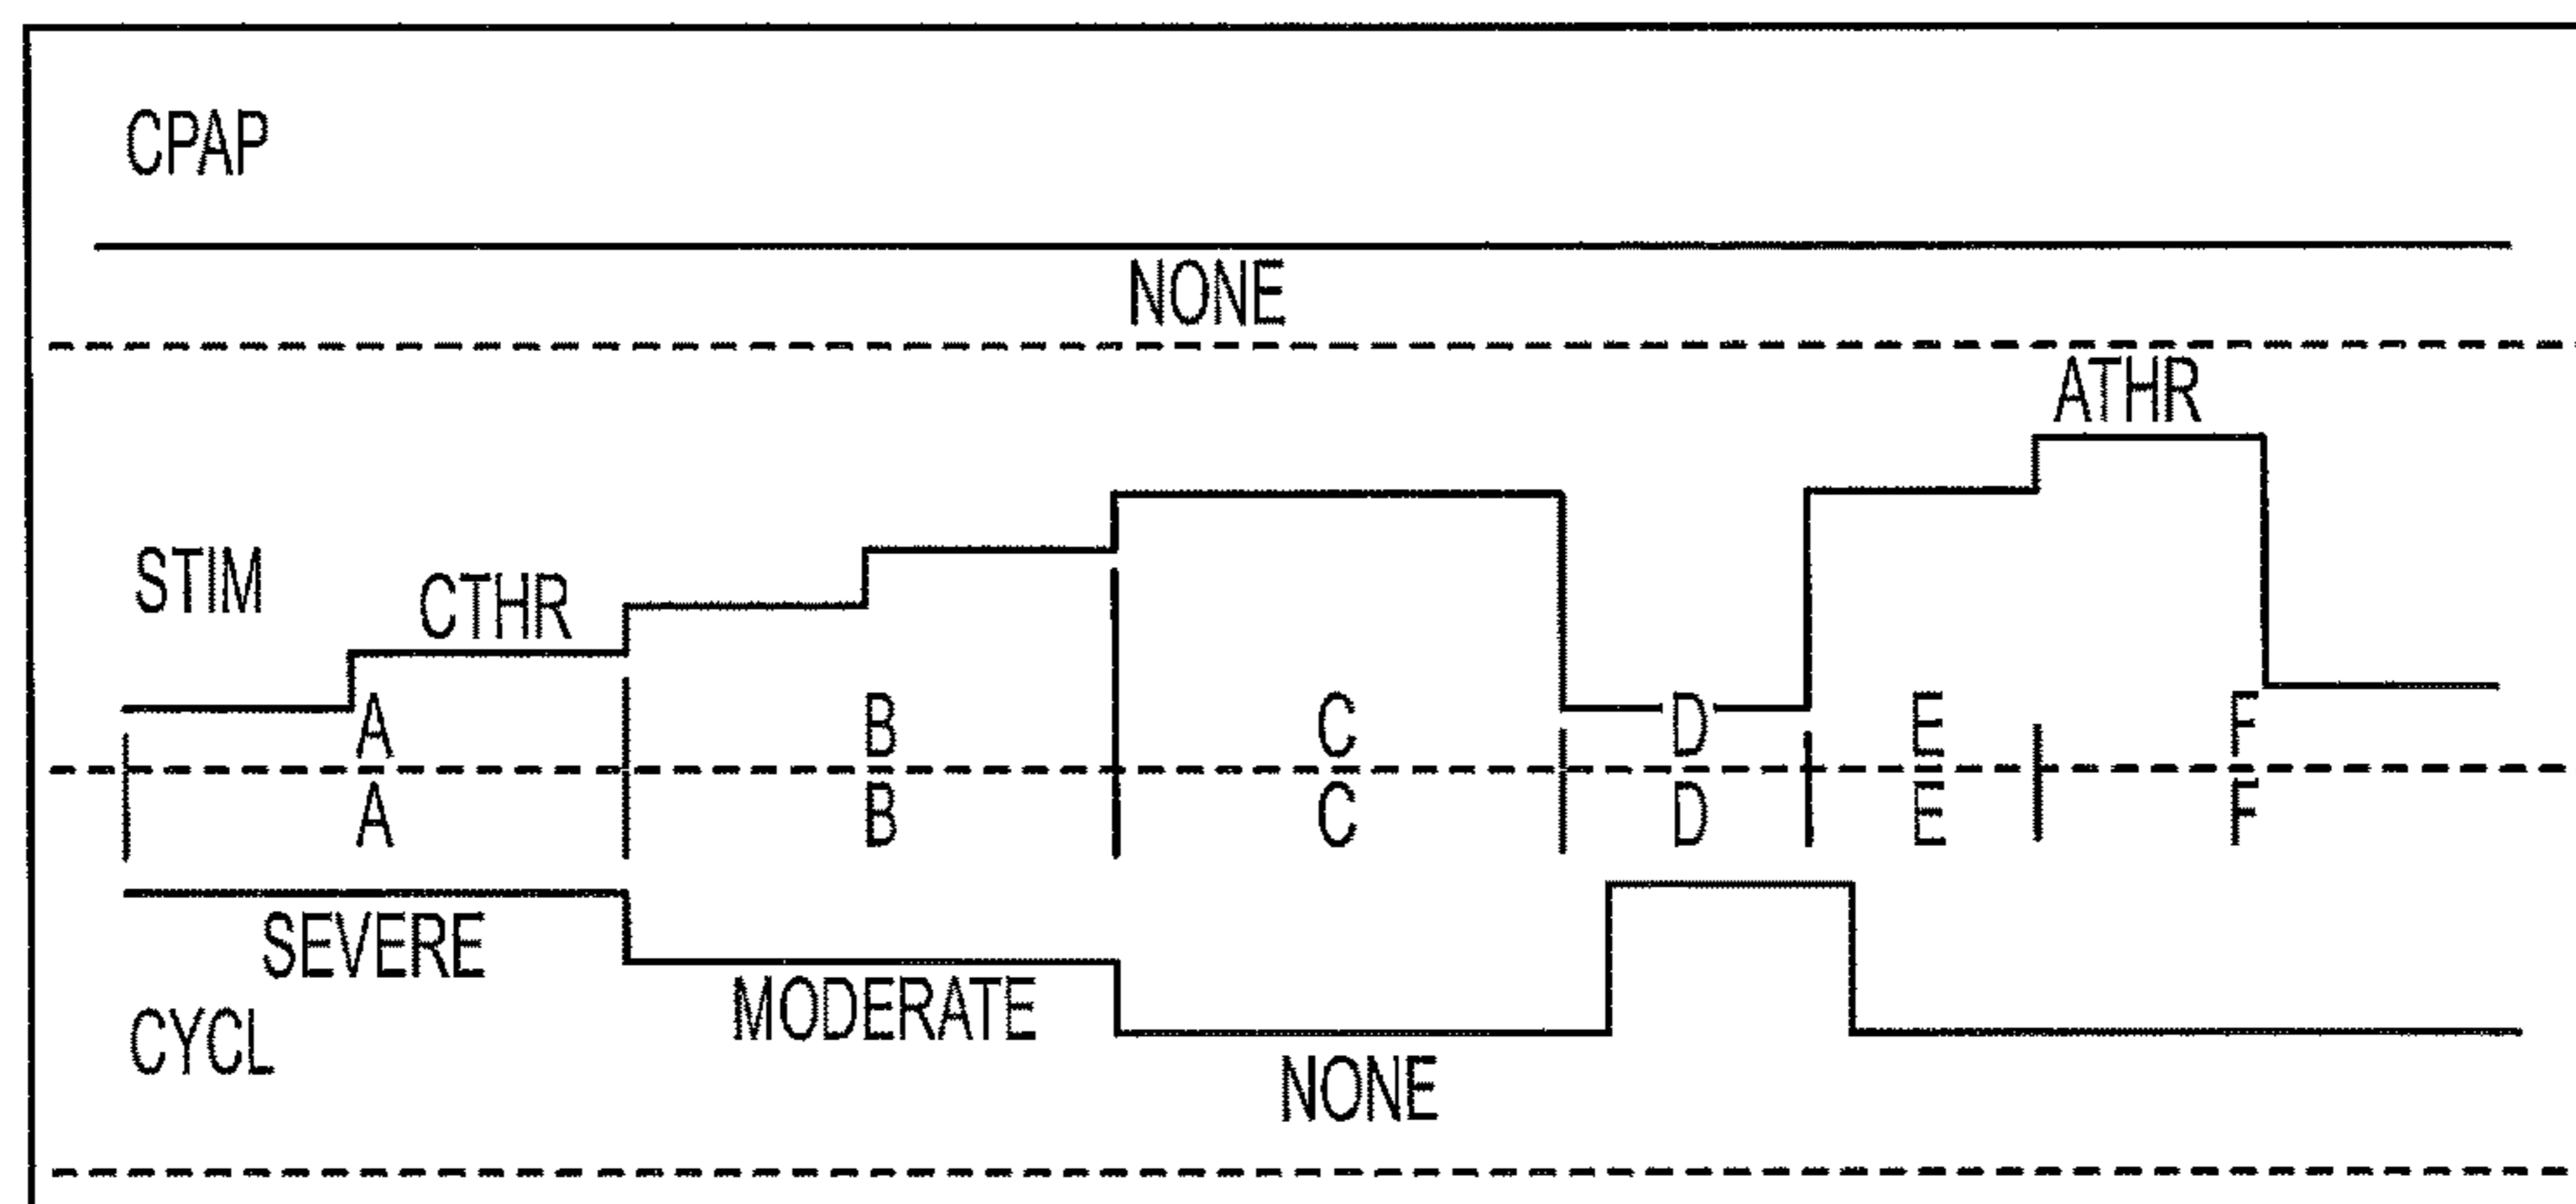 CPAP
NONE
ATHR
STIM
CTHR
A B C D E F
A B C D E F
SEVERE
MODERATE
CYCL
NONE